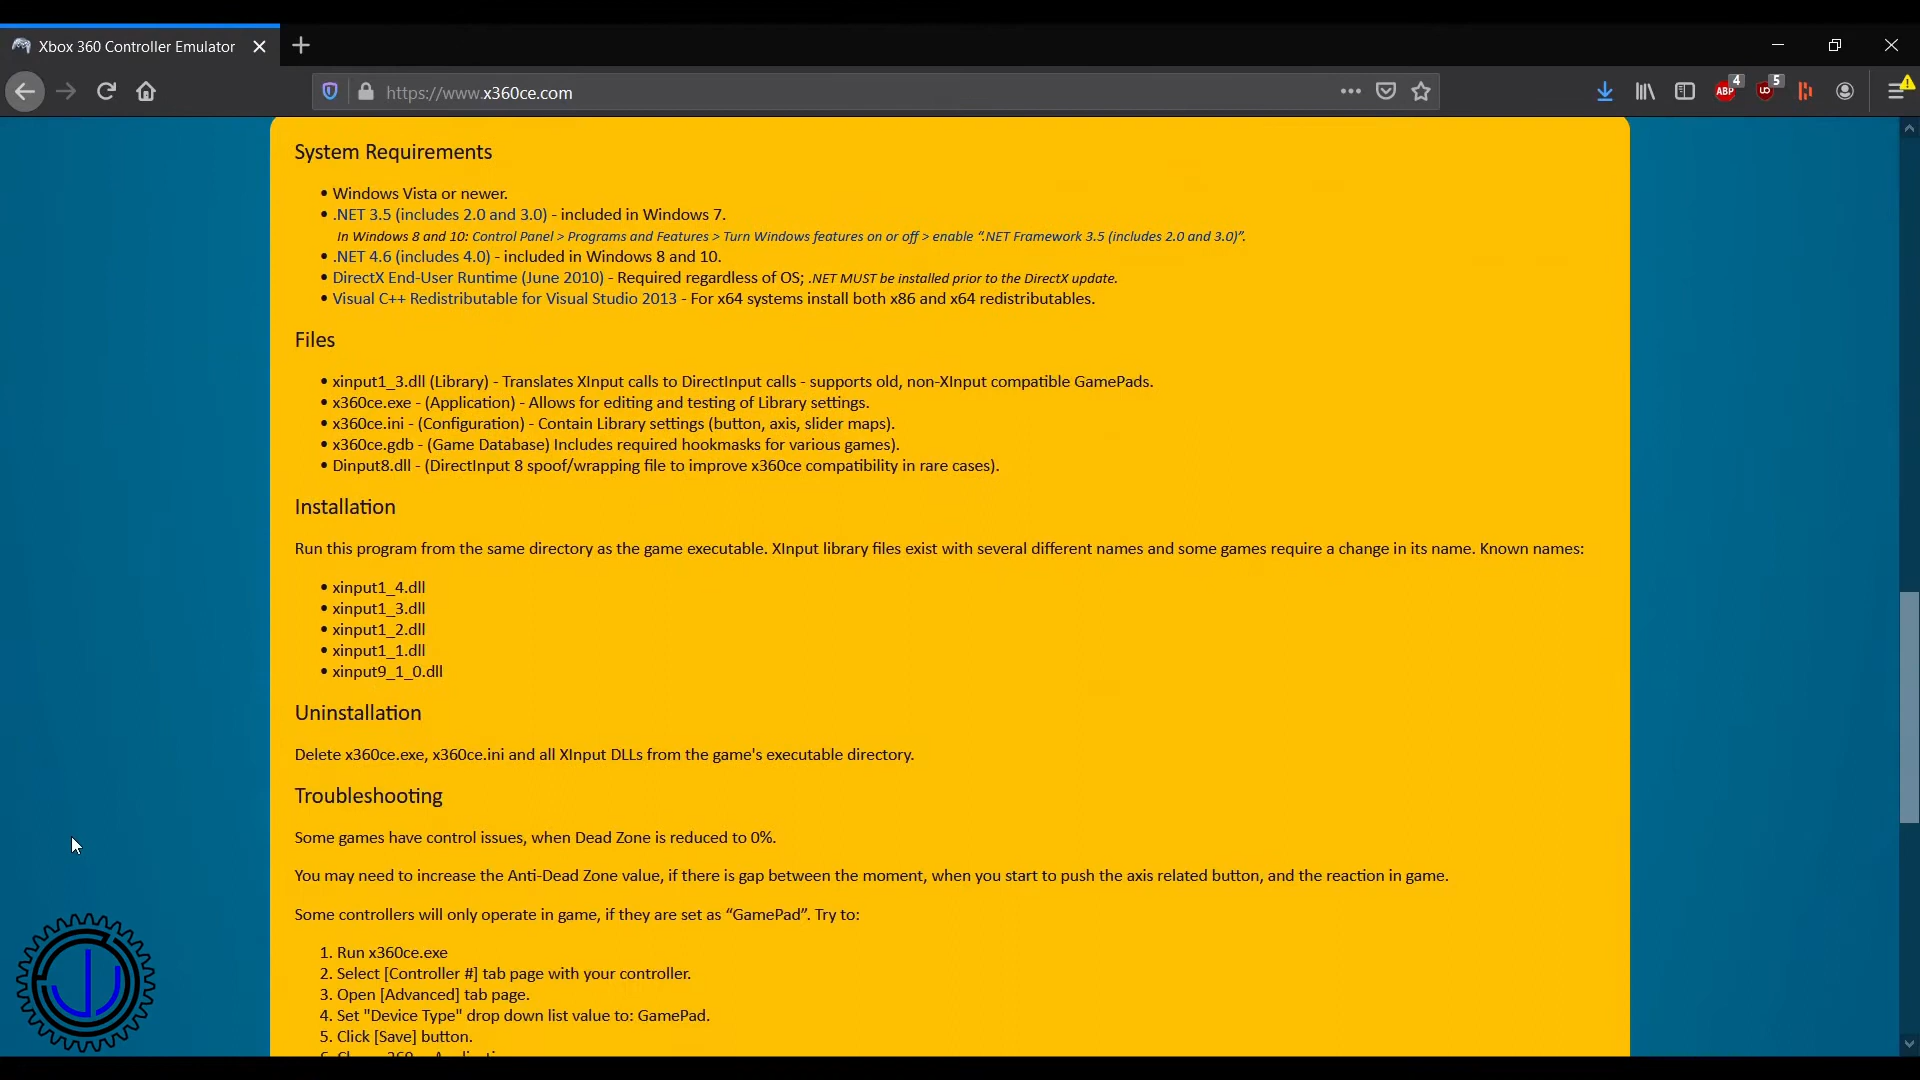 Xbox 360 Controller Emulator
https://www.x360ce.com
ABP 4 5
System Requirements
• Windows Vista or newer.
• .NET 3.5 (includes 2.0 and 3.0) - included in Windows 7.
In Windows 8 and 10: Control Panel > Programs and Features > Turn Windows features on or off > enable “.NET Framework 3.5 (includes 2.0 and 3.0)”.
• .NET 4.6 (includes 4.0) - included in Windows 8 and 10.
• DirectX End-User Runtime (June 2010) - Required regardless of OS; .NET MUST be installed prior to the DirectX update.
• Visual C++ Redistributable for Visual Studio 2013 - For x64 systems install both x86 and x64 redistributables.
Files
• xinput1_3.dll (Library) - Translates XInput calls to DirectInput calls - supports old, non-XInput compatible GamePads.
• x360ce.exe - (Application) - Allows for editing and testing of Library settings.
• x360ce.ini - (Configuration) - Contain Library settings (button, axis, slider maps).
• x360ce.gdb - (Game Database) Includes required hookmasks for various games).
• Dinput8.dll - (DirectInput 8 spoof/wrapping file to improve x360ce compatibility in rare cases).
Installation
Run this program from the same directory as the game executable. XInput library files exist with several different names and some games require a change in its name. Known names:
• xinput1_4.dll
• xinput1_3.dll
• xinput1_2.dll
• xinput1_1.dll
• xinput9_1_0.dll
Uninstallation
Delete x360ce.exe, x360ce.ini and all XInput DLLs from the game's executable directory.
Troubleshooting
Some games have control issues, when Dead Zone is reduced to 0%.
You may need to increase the Anti-Dead Zone value, if there is gap between the moment, when you start to push the axis related button, and the reaction in game.
Some controllers will only operate in game, if they are set as “GamePad”. Try to:
1. Run x360ce.exe
2. Select [Controller #] tab page with your controller.
3. Open [Advanced] tab page.
4. Set "Device Type" drop down list value to: GamePad.
5. Click [Save] button.